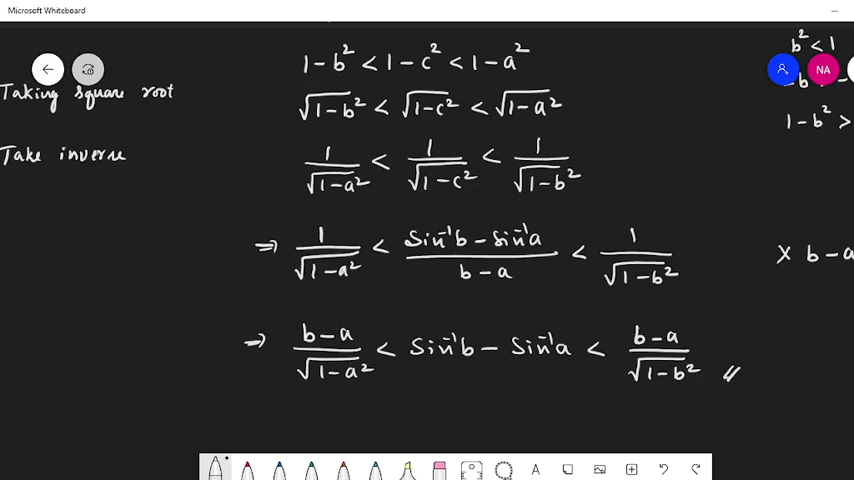 Microsoft Whiteboard
1-b² < 1-c² < 1-a²
b² < 1
NA
Taking square root
√1-b² < √1-c² < √1-a²
1-b² >
Take inverse
1/√1-a² < 1/√1-c² < 1/√1-b²
⇒ 1/√1-a² < (Sin⁻¹b - Sin⁻¹a)/(b-a) < 1/√1-b²
× b-a
⇒ (b-a)/√1-a² < Sin⁻¹b - Sin⁻¹a < (b-a)/√1-b² //
A